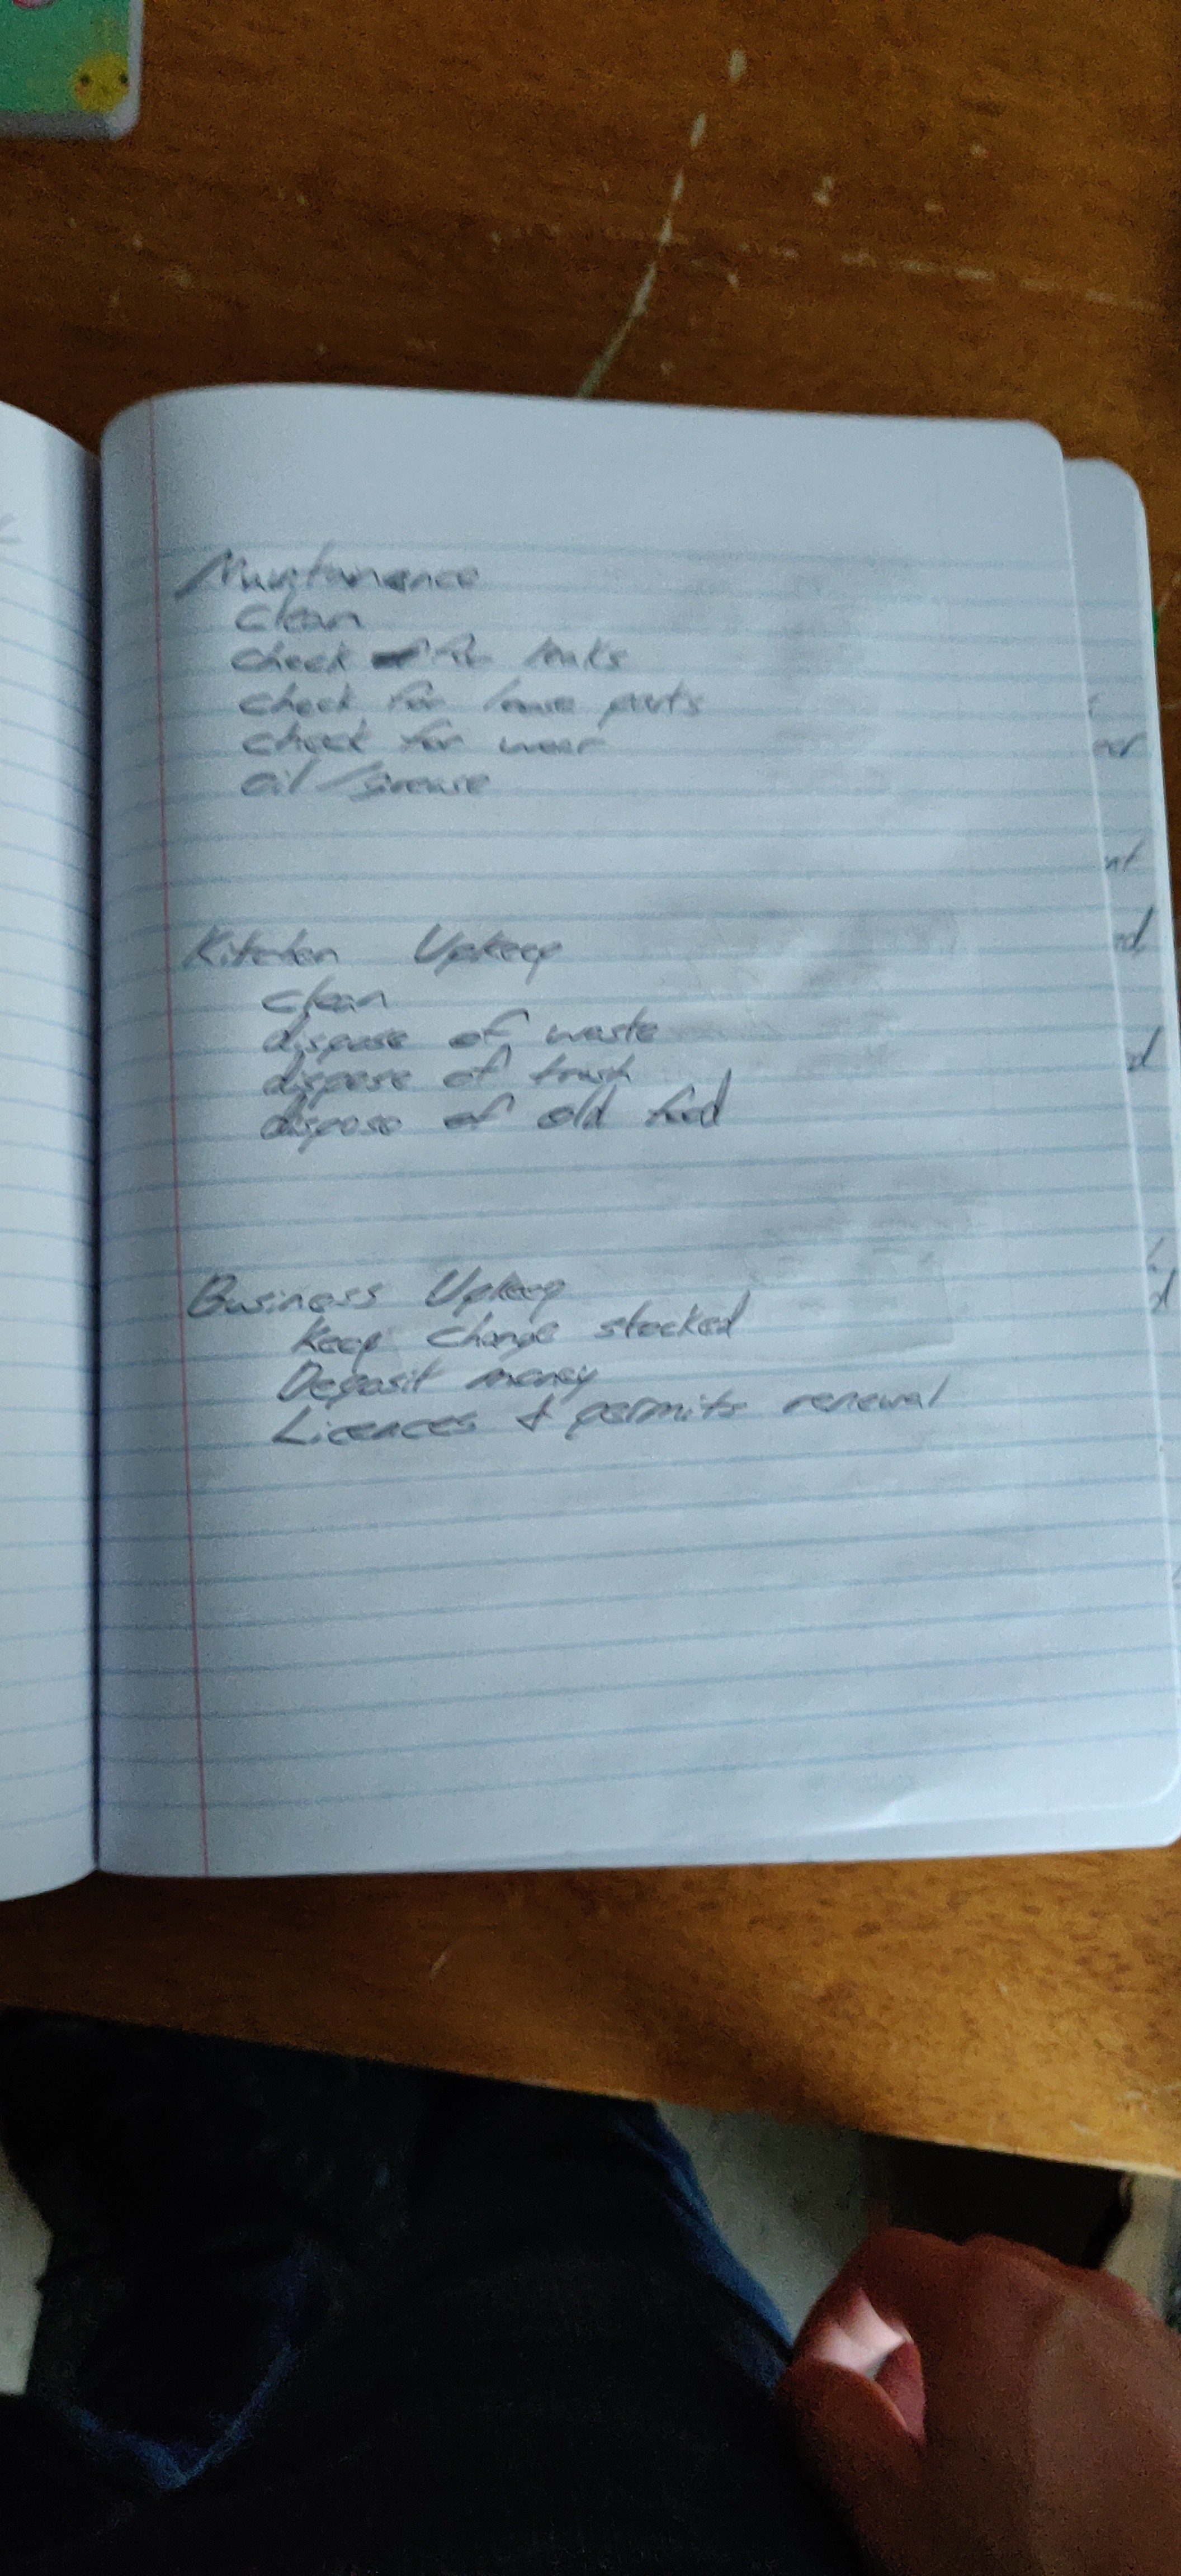 Maintanence
clean
check for leaks
check for loose parts
check for wear
oil/Grease
Kitchen Upkeep
clean
dispose of waste
dispose of trash
dispose of old food
Business Upkeep
Keep change stocked
Deposit money
Licences & permits renewal